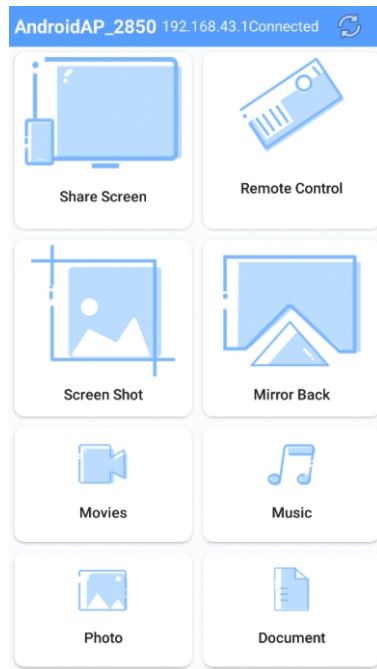 AndroidAP_2850 192.168.43.1Connected
Share Screen
Remote Control
Screen Shot
Mirror Back
Movies
Music
Photo
Document